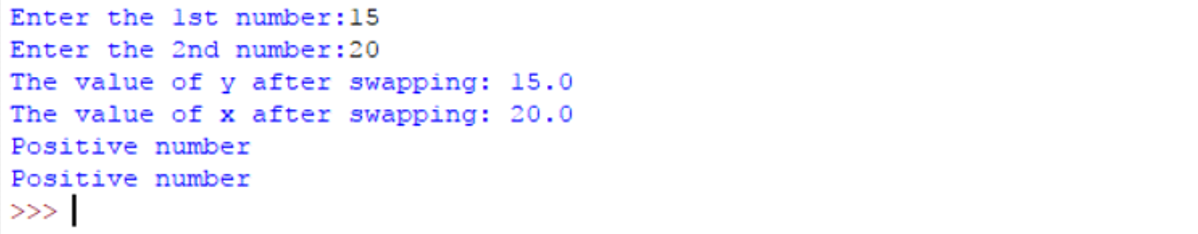 Enter the 1st number:15
Enter the 2nd number:20
The value of y after swapping: 15.0
The value of x after swapping: 20.0
Positive number
Positive number
>>>